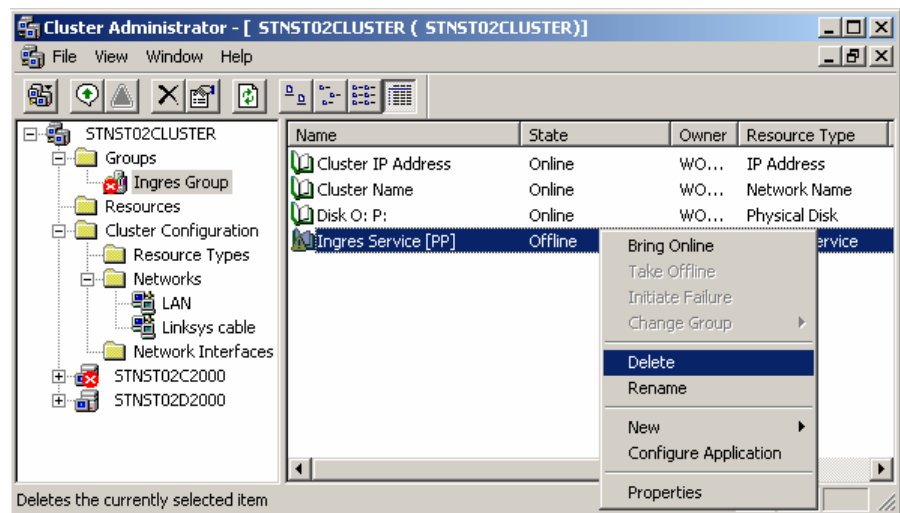 Cluster Administrator - [ STNST02CLUSTER ( STNST02CLUSTER)]
File View Window Help
STNST02CLUSTER
Groups
Ingres Group
Resources
Cluster Configuration
Resource Types
Networks
LAN
Linksys cable
Network Interfaces
STNST02C2000
STNST02D2000
Name State Owner Resource Type
Cluster IP Address Online WO... IP Address
Cluster Name Online WO... Network Name
Disk O: P: Online WO... Physical Disk
Ingres Service [PP] Offline ervice
Bring Online
Take Offline
Initiate Failure
Change Group
Delete
Rename
New
Configure Application
Properties
Deletes the currently selected item